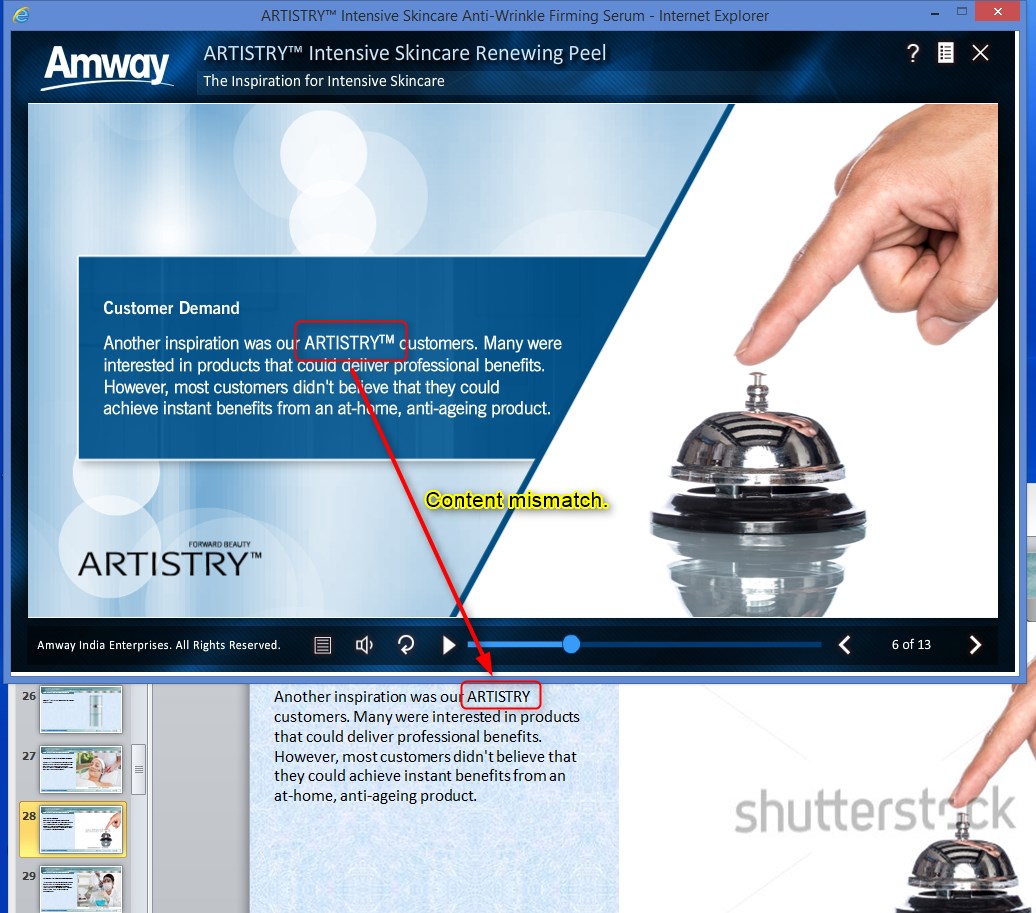 ARTISTRY™ Intensive Skincare Anti-Wrinkle Firming Serum - Internet Explorer
Amway
ARTISTRY™ Intensive Skincare Renewing Peel
The Inspiration for Intensive Skincare
?
Customer Demand
Another inspiration was our ARTISTRY™ customers. Many were
interested in products that could deliver professional benefits.
However, most customers didn't believe that they could
achieve instant benefits from an at-home, anti-ageing product.
Content mismatch.
FORWARD BEAUTY
ARTISTRY™
Amway India Enterprises. All Rights Reserved.
6 of 13
26
27
28
29
Another inspiration was our ARTISTRY
customers. Many were interested in products
that could deliver professional benefits.
However, most customers didn't believe that
they could achieve instant benefits from an
at-home, anti-ageing product.
shutterstock